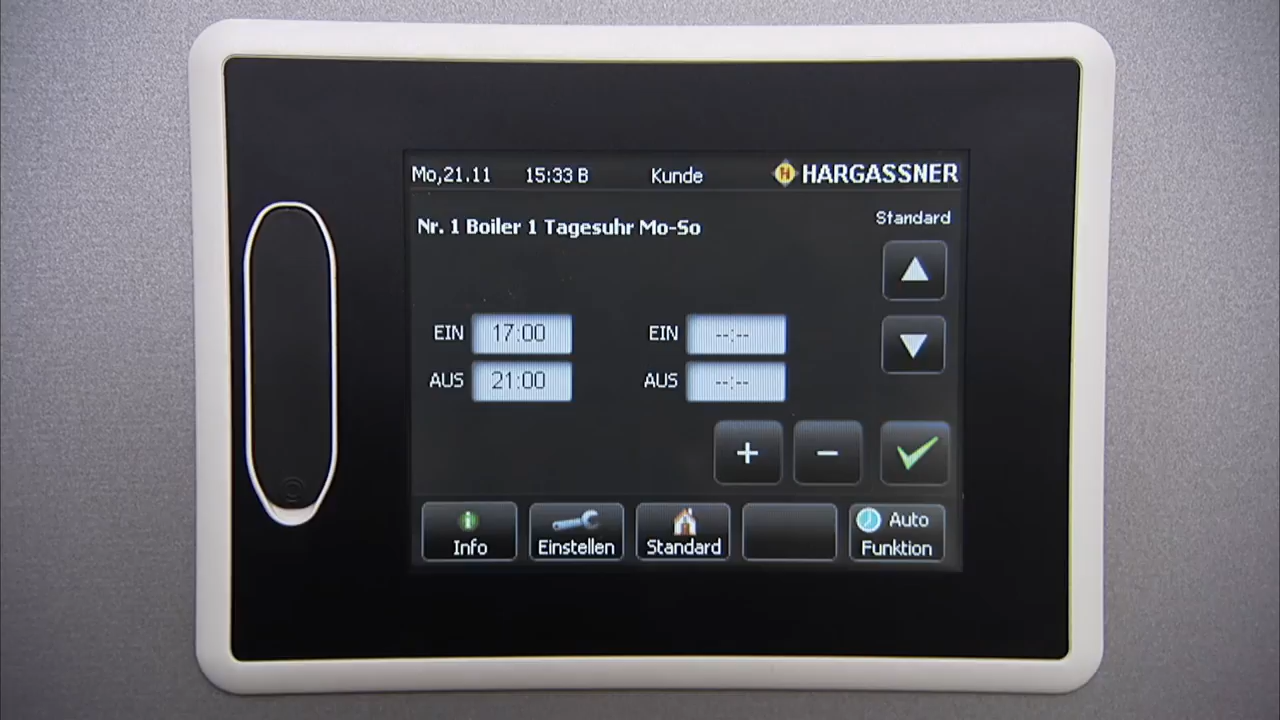 Mo,21.11 15:33 B Kunde H HARGASSNER
Standard
Nr. 1 Boiler 1 Tagesuhr Mo-So
EIN 17:00 EIN --:--
AUS 21:00 AUS --:--
+ −
Info Einstellen Standard Auto Funktion